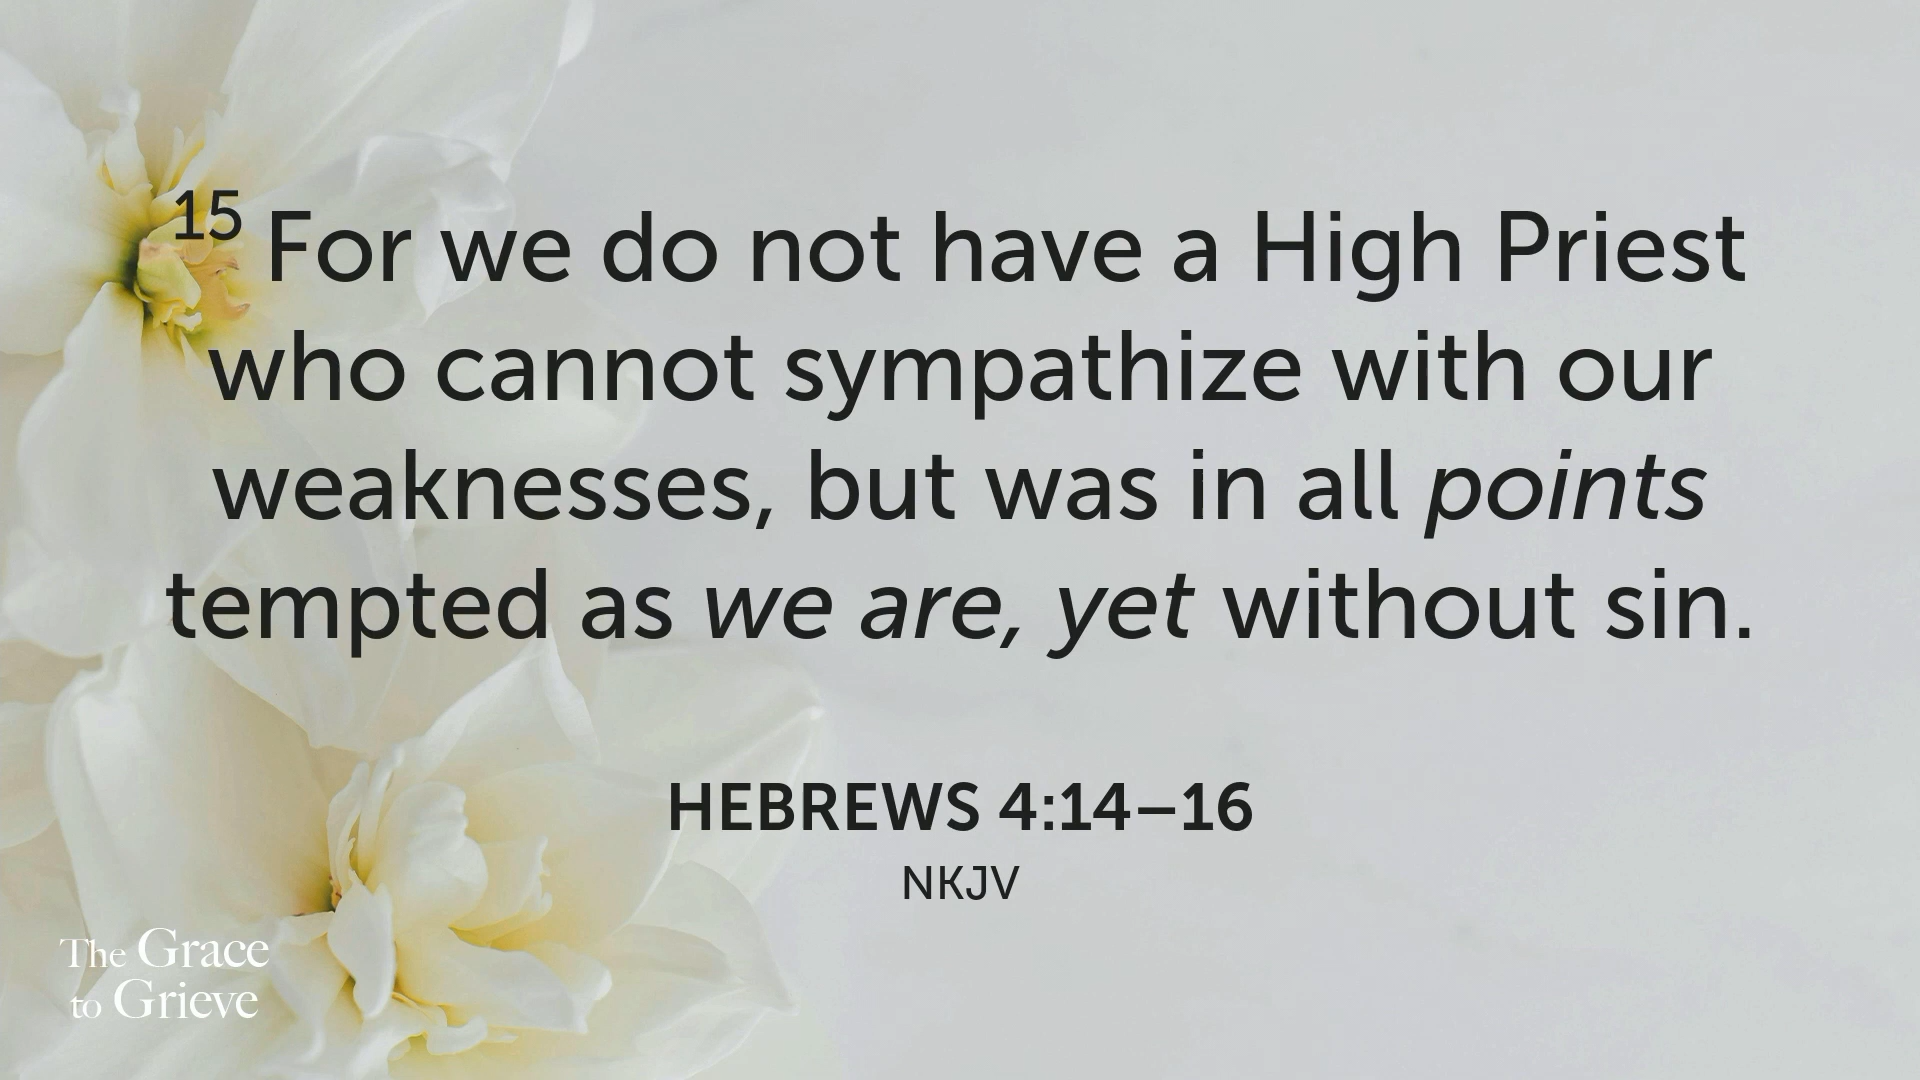 15 For we do not have a High Priest
who cannot sympathize with our
weaknesses, but was in all points
tempted as we are, yet without sin.
HEBREWS 4:14–16
NKJV
The Grace
to Grieve